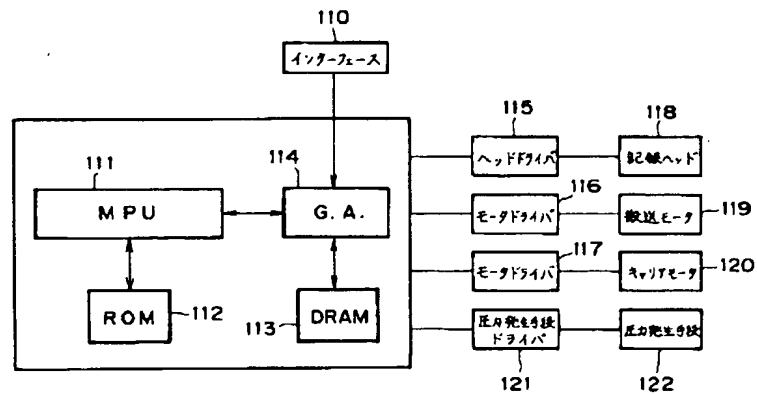 110
インターフェース
115
118
114
ヘッドドライバ
記録ヘッド
111
116
MPU
G.A.
モータドライバ
搬送モータ
119
117
モータドライバ
キャリアモータ
120
ROM
112
113
DRAM
圧力発生手段
ドライバ
圧力発生手段
121
122